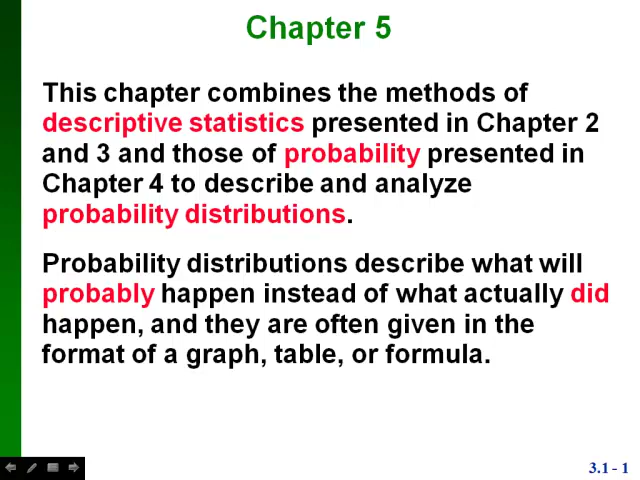 Chapter 5
This chapter combines the methods of
descriptive statistics presented in Chapter 2
and 3 and those of probability presented in
Chapter 4 to describe and analyze
probability distributions.
Probability distributions describe what will
probably happen instead of what actually did
happen, and they are often given in the
format of a graph, table, or formula.
3.1 - 1